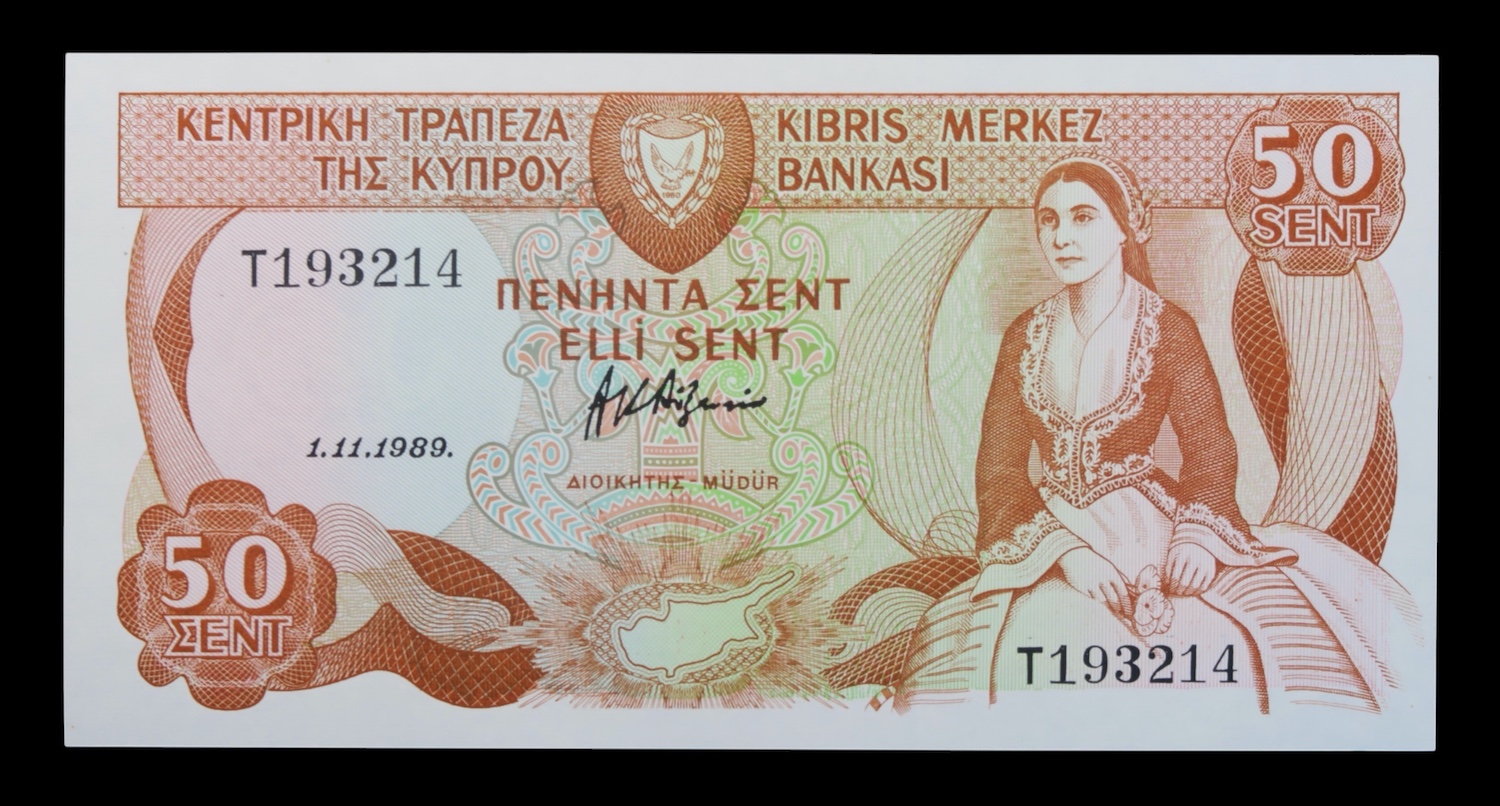 ΚΕΝΤΡΙΚΗ ΤΡΑΠΕΖΑ
ΤΗΣ ΚΥΠΡΟΥ
KIBRIS MERKEZ
BANKASI
50
SENT
1960
T193214
ΠΕΝΗΝΤΑ ΣΕΝΤ
ELLİ SENT
1.11.1989.
ΔΙΟΙΚΗΤΗΣ - MÜDÜR
50
ΣΕΝΤ
T193214